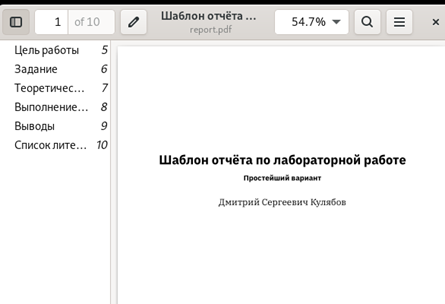 1 of 10
Шаблон отчёта ...
report.pdf
54.7%
Цель работы 5
Задание 6
Теоретичес... 7
Выполнение... 8
Выводы 9
Список лите... 10
Шаблон отчёта по лабораторной работе
Простейший вариант
Дмитрий Сергеевич Кулябов